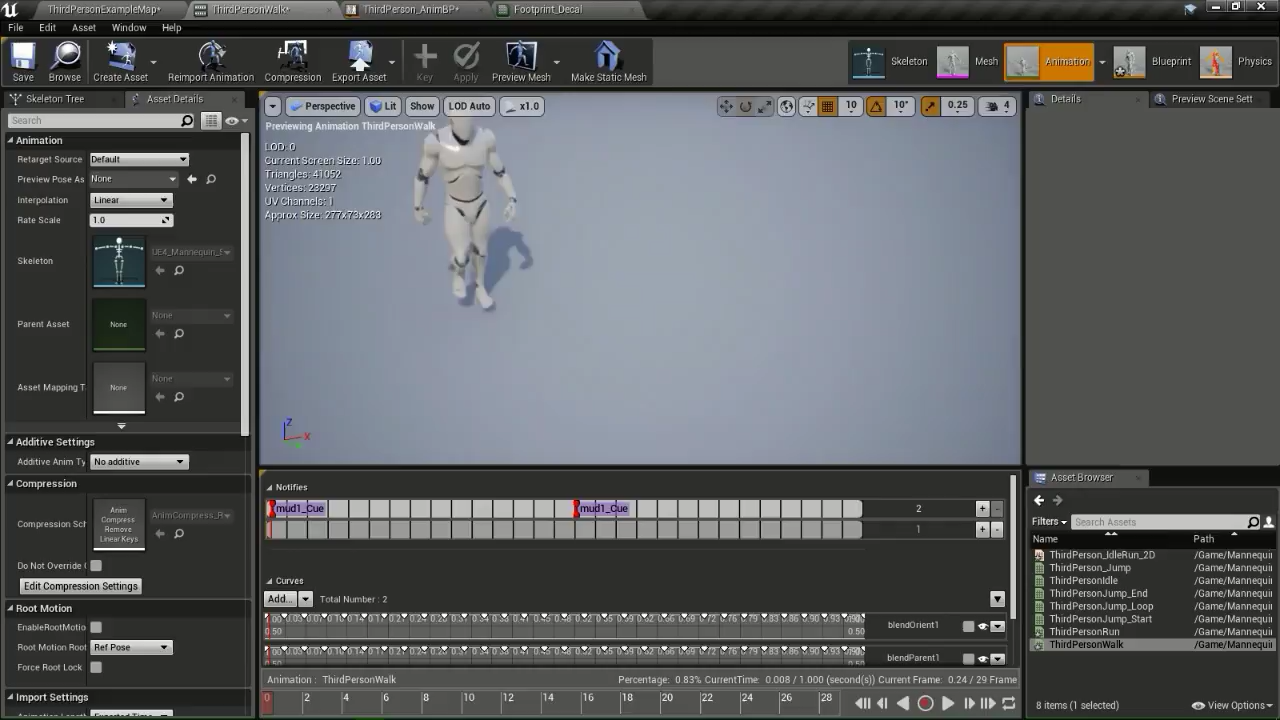 ThirdPersonExampleMap*
ThirdPersonWalk*
ThirdPerson_AnimBP*
Footprint_Decal
File Edit Asset Window Help
Save
Browse
Create Asset
Reimport Animation
Compression
Export Asset
Key
Apply
Preview Mesh
Make Static Mesh
Skeleton
Mesh
Animation
Blueprint
Physics
Skeleton Tree
Asset Details
Search
Animation
Retarget Source Default
Preview Pose As None
Interpolation Linear
Rate Scale 1.0
Skeleton
Parent Asset None None
Asset Mapping T None None
Additive Settings
Additive Anim Ty No additive
Compression
Compression Sch
Anim
Compress
Remove
Linear Keys
AnimCompress_R
Do Not Override
Edit Compression Settings
Root Motion
EnableRootMotio
Root Motion Root Ref Pose
Force Root Lock
Import Settings
Perspective Lit Show LOD Auto x1.0
10 10° 0.25 4
Previewing Animation ThirdPersonWalk
LOD: 0
Current Screen Size: 1.00
Triangles: 41052
Vertices: 23297
UV Channels: 1
Approx Size: 277x73x283
Z
X
Notifies
mud1_Cue mud1_Cue 2 + -
1 + -
Curves
Add... Total Number : 2
blendOrient1
blendParent1
Animation : ThirdPersonWalk Percentage: 0.83% CurrentTime: 0.008 / 1.000 (second(s)) Current Frame: 0.24 / 29 Frame
0 2 4 6 8 10 12 14 16 18 20 22 24 26 28
Details
Preview Scene Sett
Asset Browser
Filters Search Assets
Name Path
ThirdPerson_IdleRun_2D /Game/Mannequi
ThirdPerson_Jump /Game/Mannequi
ThirdPersonIdle /Game/Mannequi
ThirdPersonJump_End /Game/Mannequi
ThirdPersonJump_Loop /Game/Mannequi
ThirdPersonJump_Start /Game/Mannequi
ThirdPersonRun /Game/Mannequi
ThirdPersonWalk /Game/Mannequi
8 items (1 selected) View Options